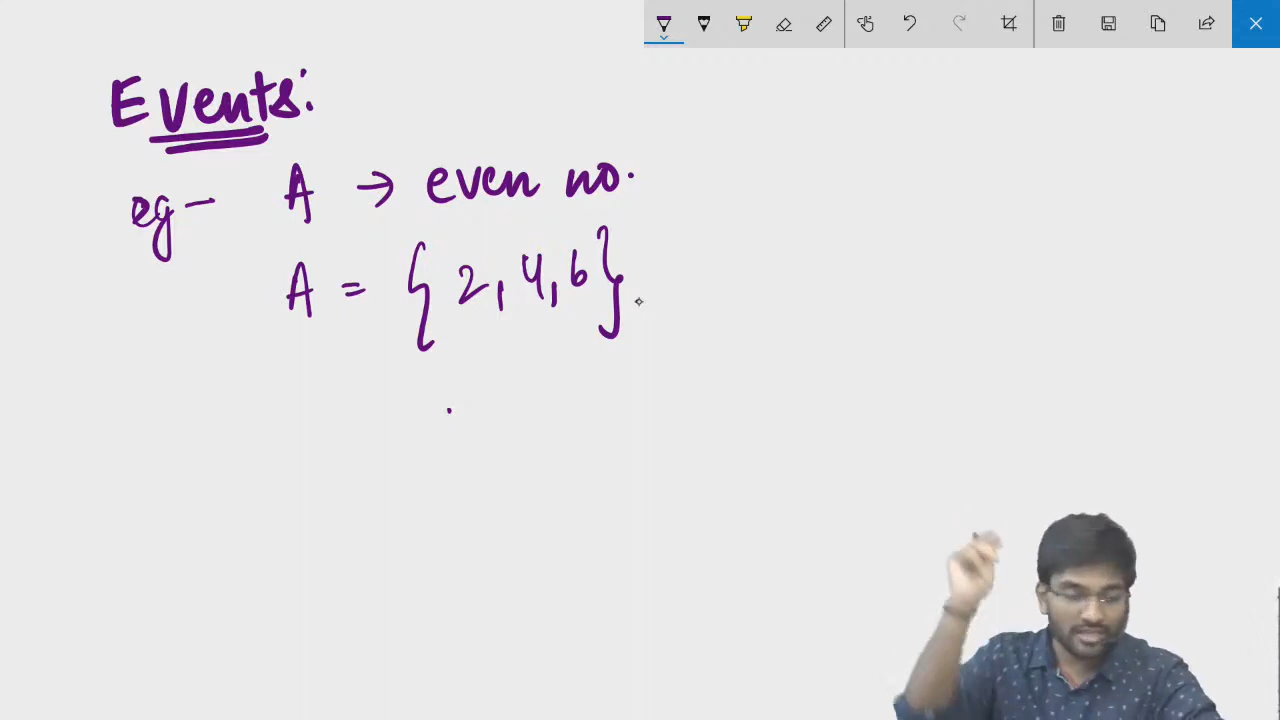 Events:
eg- A → even no.
A = { 2, 4, 6 }